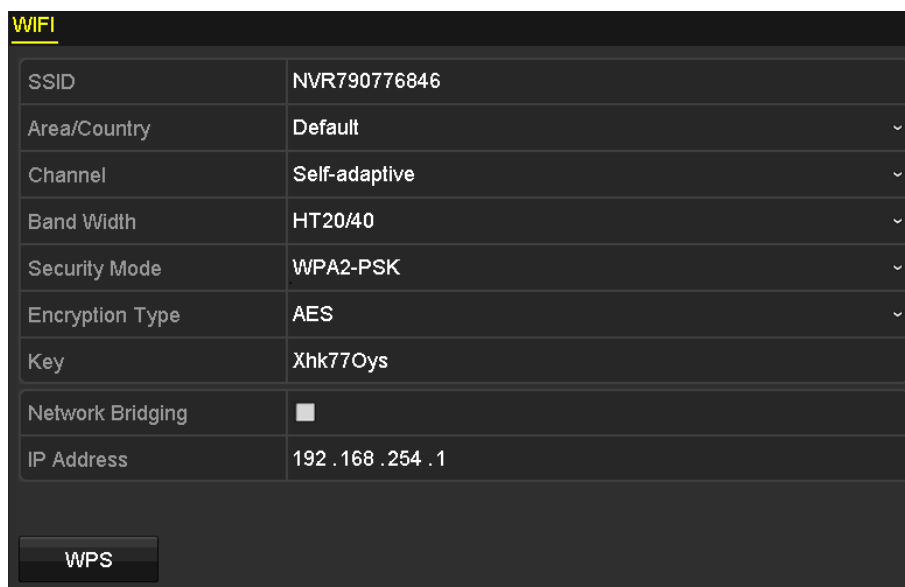 WIFI
SSID NVR790776846
Area/Country Default
Channel Self-adaptive
Band Width HT20/40
Security Mode WPA2-PSK
Encryption Type AES
Key Xhk77Oys
Network Bridging
IP Address 192 . 168 . 254 . 1
WPS